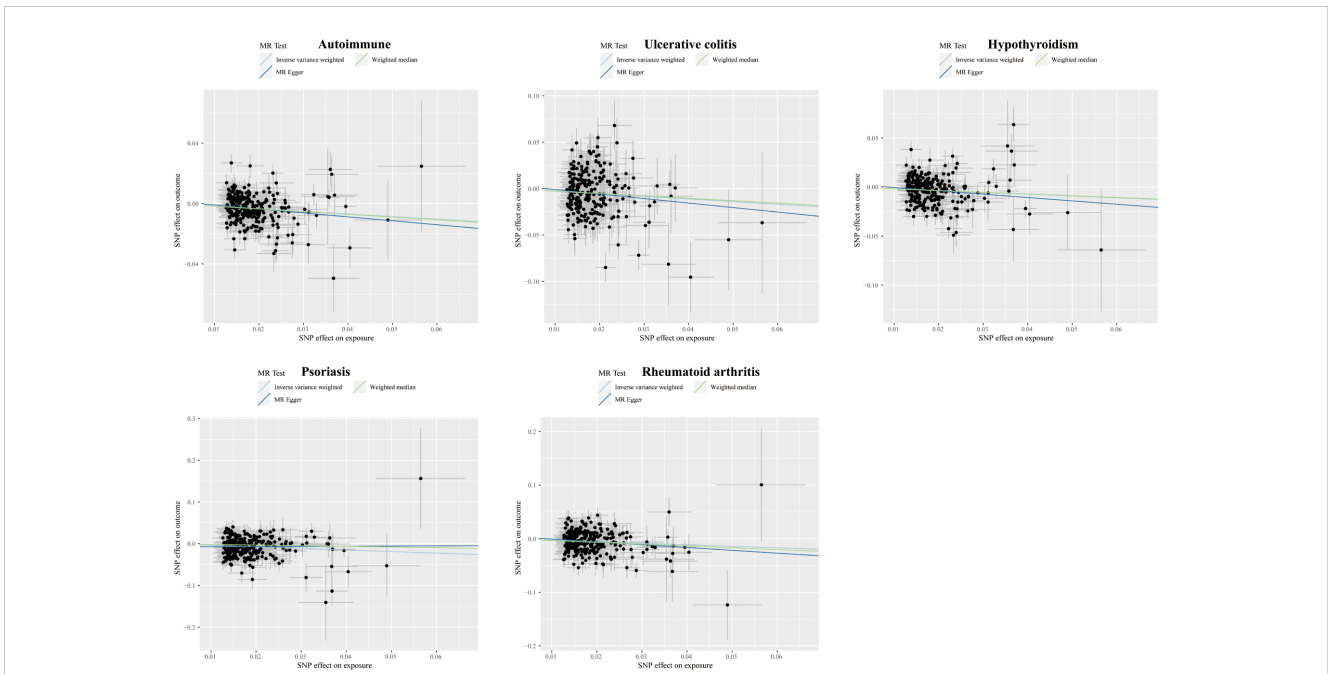 MR Test Autoimmune
Inverse variance weighted Weighted median
MR Egger
0.04
0.00
−0.04
SNP effect on outcome
0.01 0.02 0.03 0.04 0.05 0.06
SNP effect on exposure
MR Test Ulcerative colitis
Inverse variance weighted Weighted median
MR Egger
0.10
0.05
0.00
−0.05
−0.10
SNP effect on outcome
0.01 0.02 0.03 0.04 0.05 0.06
SNP effect on exposure
MR Test Hypothyroidism
Inverse variance weighted Weighted median
MR Egger
0.05
0.00
−0.05
−0.10
SNP effect on outcome
0.01 0.02 0.03 0.04 0.05 0.06
SNP effect on exposure
MR Test Psoriasis
Inverse variance weighted Weighted median
MR Egger
0.3
0.2
0.1
0.0
−0.1
−0.2
SNP effect on outcome
0.01 0.02 0.03 0.04 0.05 0.06
SNP effect on exposure
MR Test Rheumatoid arthritis
Inverse variance weighted Weighted median
MR Egger
0.2
0.1
0.0
−0.1
−0.2
SNP effect on outcome
0.01 0.02 0.03 0.04 0.05 0.06
SNP effect on exposure